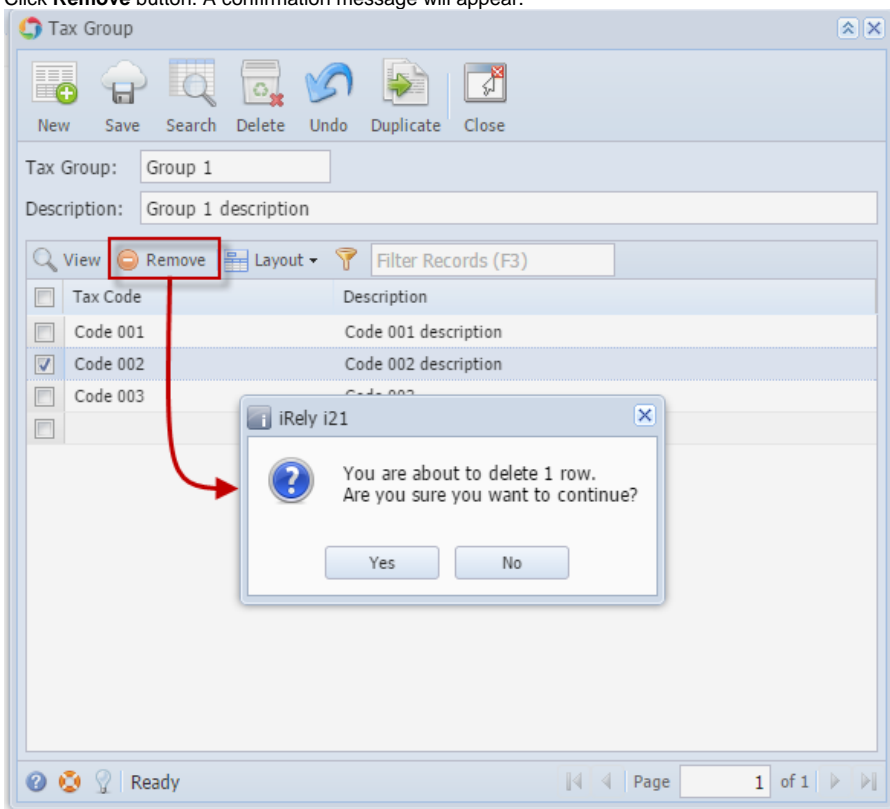 Click Remove button. A confirmation message will appear.
Tax Group
New Save Search Delete Undo Duplicate Close
Tax Group: Group 1
Description: Group 1 description
View Remove Layout Filter Records (F3)
Tax Code Description
Code 001 Code 001 description
Code 002 Code 002 description
Code 003 Code 003
iRely i21
You are about to delete 1 row.
Are you sure you want to continue?
Yes No
Ready Page 1 of 1